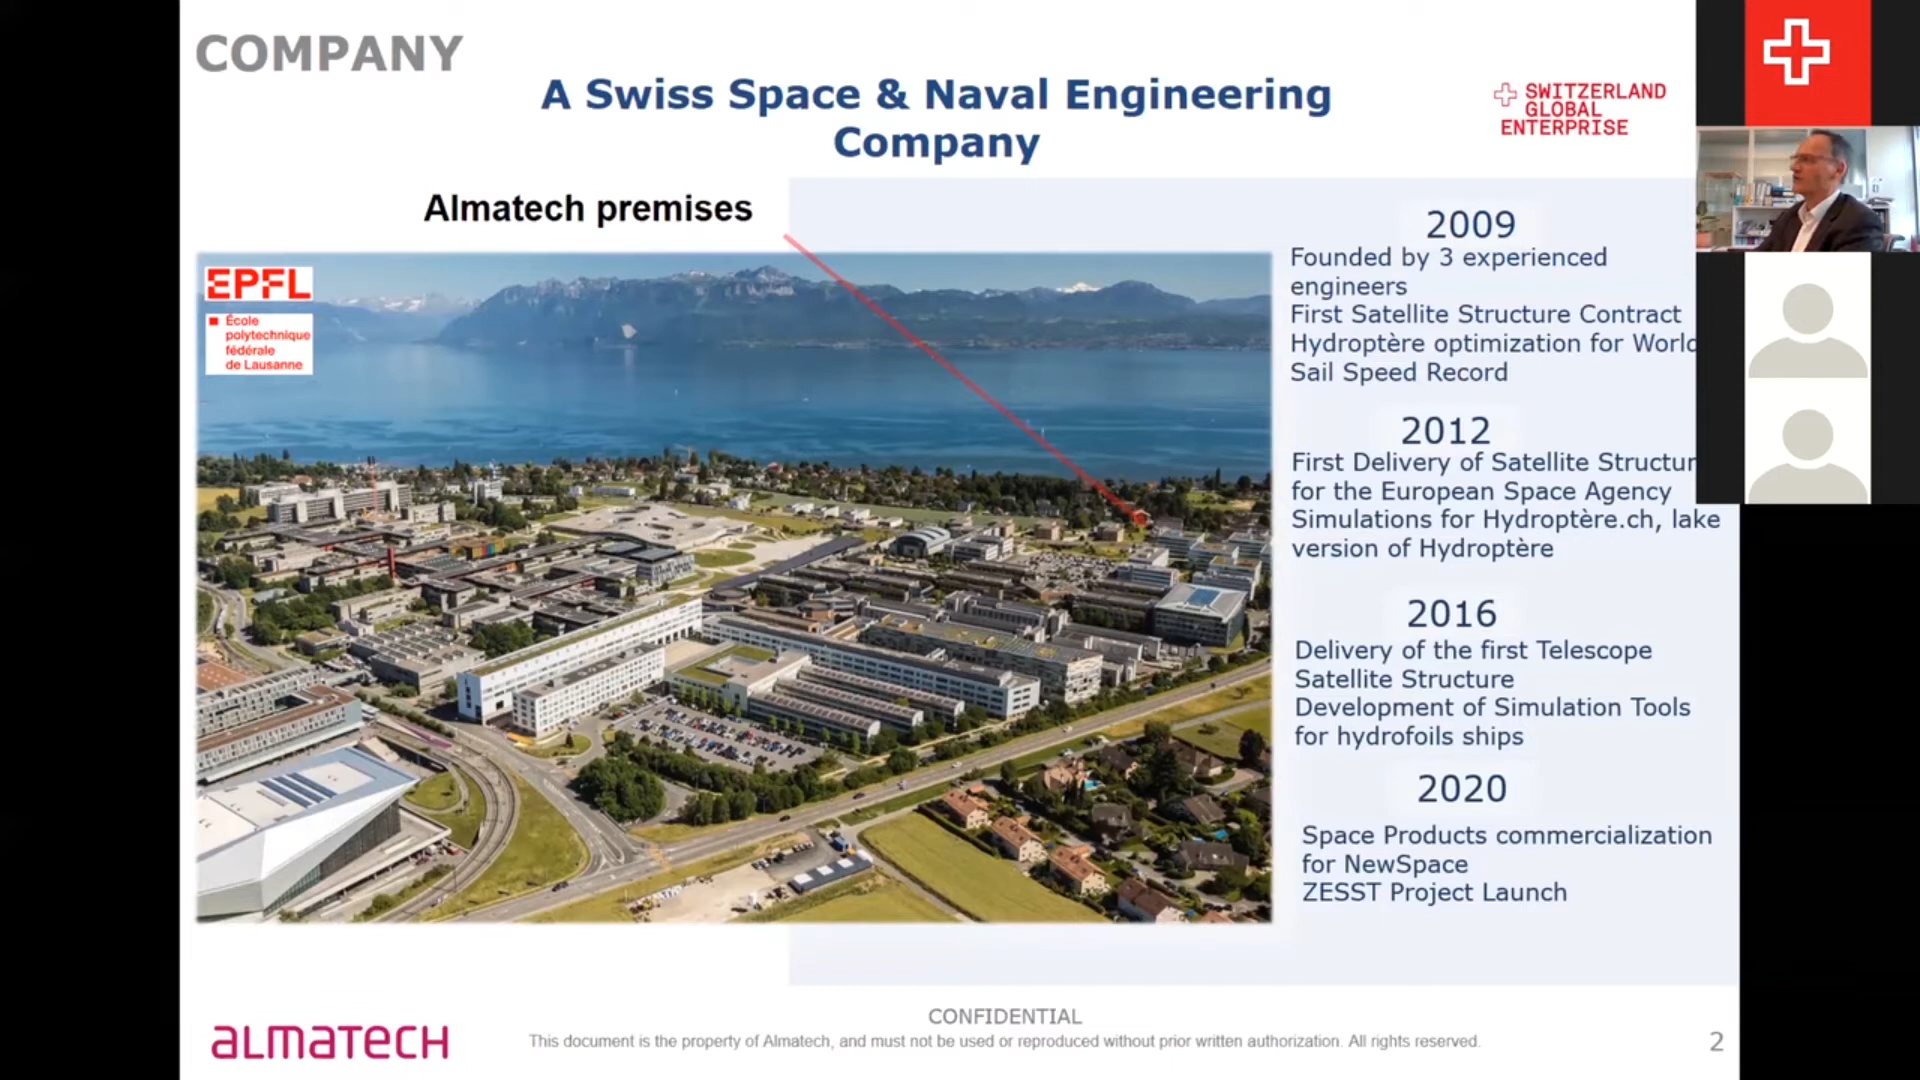 COMPANY
A Swiss Space & Naval Engineering
Company
SWITZERLAND
GLOBAL
ENTERPRISE
Almatech premises
EPFL
École
polytechnique
fédérale
de Lausanne
2009
Founded by 3 experienced
engineers
First Satellite Structure Contract
Hydroptère optimization for World
Sail Speed Record
2012
First Delivery of Satellite Structur
for the European Space Agency
Simulations for Hydroptère.ch, lake
version of Hydroptère
2016
Delivery of the first Telescope
Satellite Structure
Development of Simulation Tools
for hydrofoils ships
2020
Space Products commercialization
for NewSpace
ZESST Project Launch
aLMaTECH
CONFIDENTIAL
This document is the property of Almatech, and must not be used or reproduced without prior written authorization. All rights reserved.
2